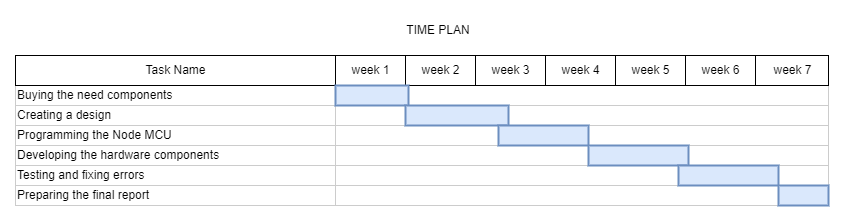 TIME PLAN
Task Name week 1 week 2 week 3 week 4 week 5 week 6 week 7
Buying the need components
Creating a design
Programming the Node MCU
Developing the hardware components
Testing and fixing errors
Preparing the final report